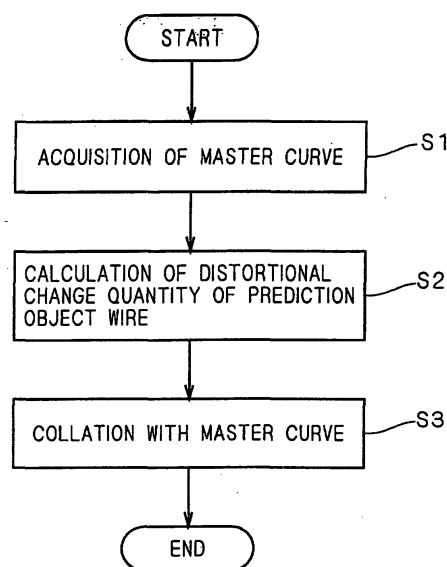 START
ACQUISITION OF MASTER CURVE
S1
CALCULATION OF DISTORTIONAL
CHANGE QUANTITY OF PREDICTION
OBJECT WIRE
S2
COLLATION WITH MASTER CURVE
S3
END